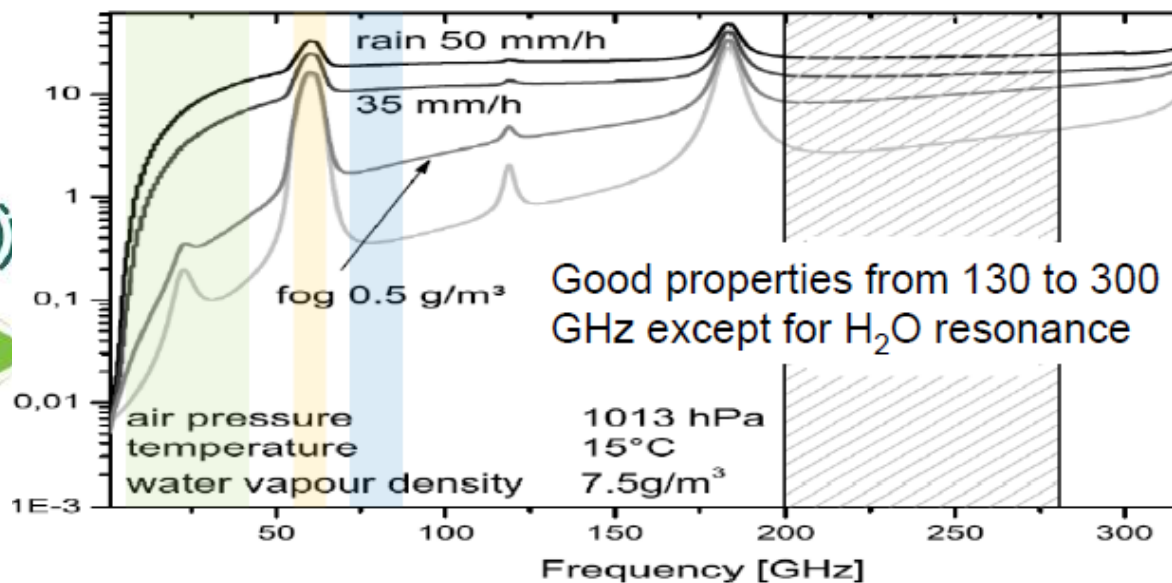 rain 50 mm/h
10
35 mm/h
1
fog 0.5 g/m³
0,1
Good properties from 130 to 300
GHz except for H₂O resonance
0,01
air pressure 1013 hPa
temperature 15°C
water vapour density 7.5g/m³
1E-3
50 100 150 200 250 300
Frequency [GHz]